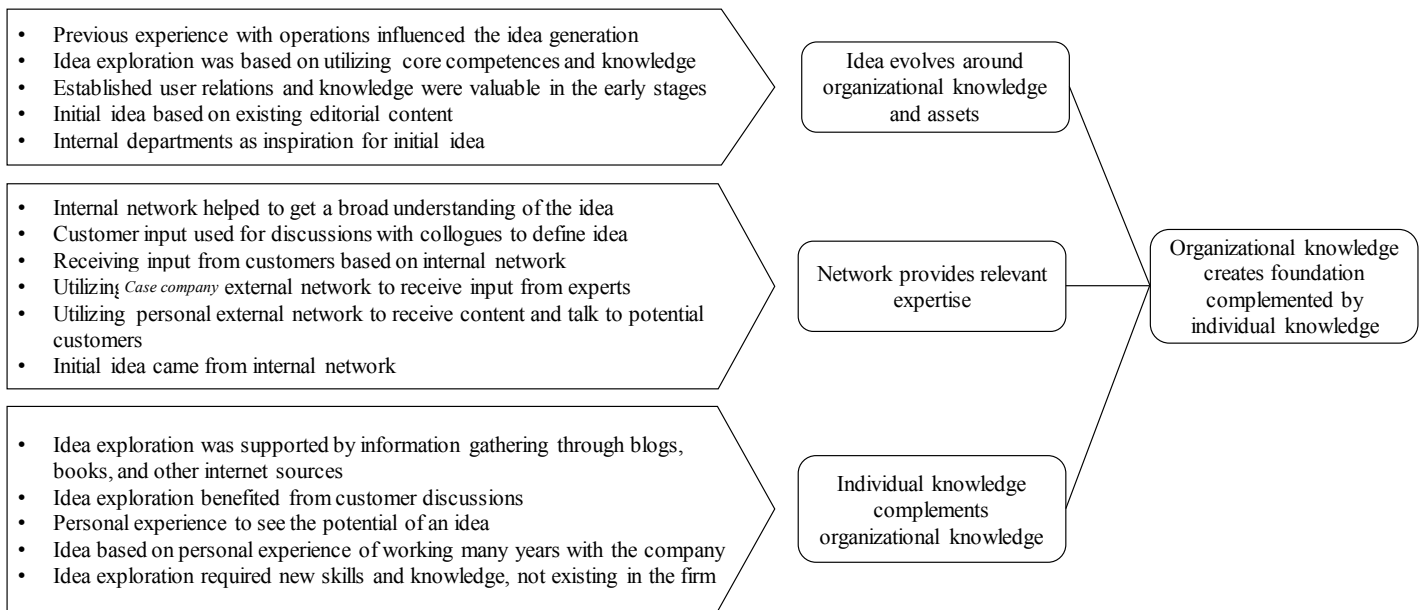 • Previous experience with operations influenced the idea generation
• Idea exploration was based on utilizing core competences and knowledge
• Established user relations and knowledge were valuable in the early stages
• Initial idea based on existing editorial content
• Internal departments as inspiration for initial idea
Idea evolves around
organizational knowledge
and assets
• Internal network helped to get a broad understanding of the idea
• Customer input used for discussions with collogues to define idea
• Receiving input from customers based on internal network
• Utilizing Case company external network to receive input from experts
• Utilizing personal external network to receive content and talk to potential
customers
• Initial idea came from internal network
Network provides relevant
expertise
• Idea exploration was supported by information gathering through blogs,
books, and other internet sources
• Idea exploration benefited from customer discussions
• Personal experience to see the potential of an idea
• Idea based on personal experience of working many years with the company
• Idea exploration required new skills and knowledge, not existing in the firm
Individual knowledge
complements
organizational knowledge
Organizational knowledge
creates foundation
complemented by
individual knowledge